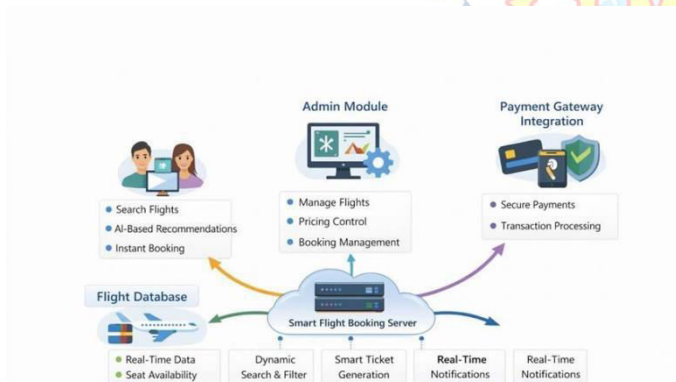 Admin Module
Payment Gateway
Integration
Search Flights
AI-Based Recommendations
Instant Booking
Manage Flights
Pricing Control
Booking Management
Secure Payments
Transaction Processing
Flight Database
Smart Flight Booking Server
Real-Time Data
Seat Availability
Dynamic
Search & Filter
Smart Ticket
Generation
Real-Time
Notifications
Real-Time
Notifications